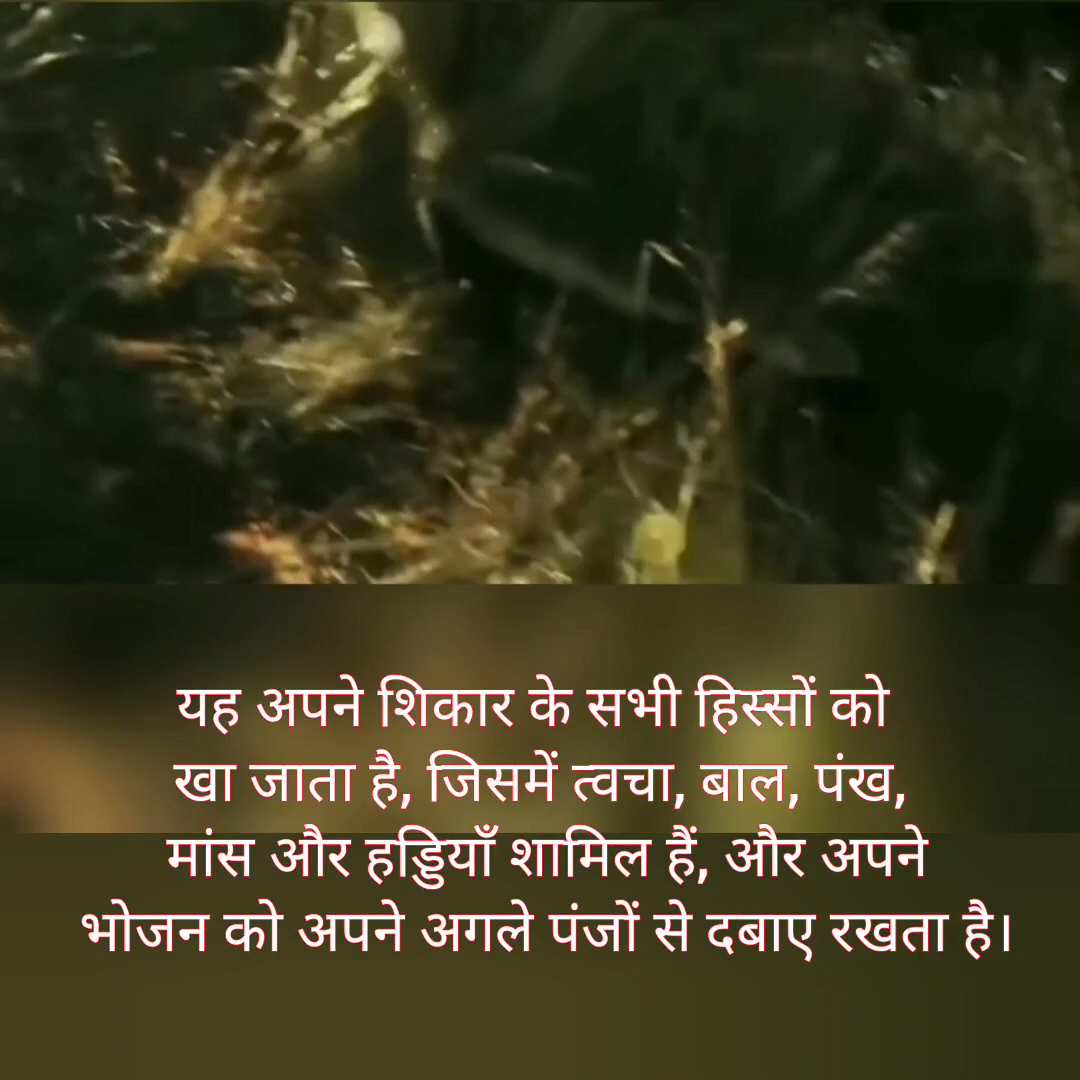 यह अपने शिकार के सभी हिस्सों को
खा जाता है, जिसमें त्वचा, बाल, पंख,
मांस और हड्डियाँ शामिल हैं, और अपने
भोजन को अपने अगले पंजों से दबाए रखता है।